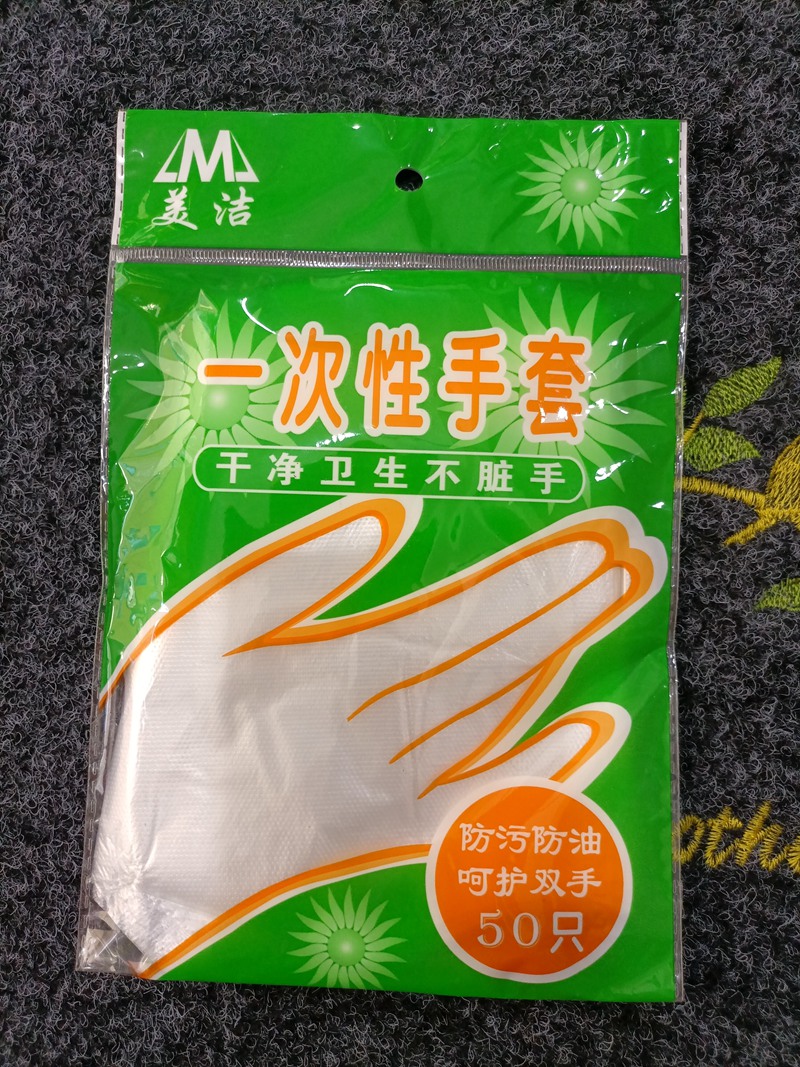 M
美洁
一次性手套
干净卫生不脏手
防污防油
呵护双手
50只